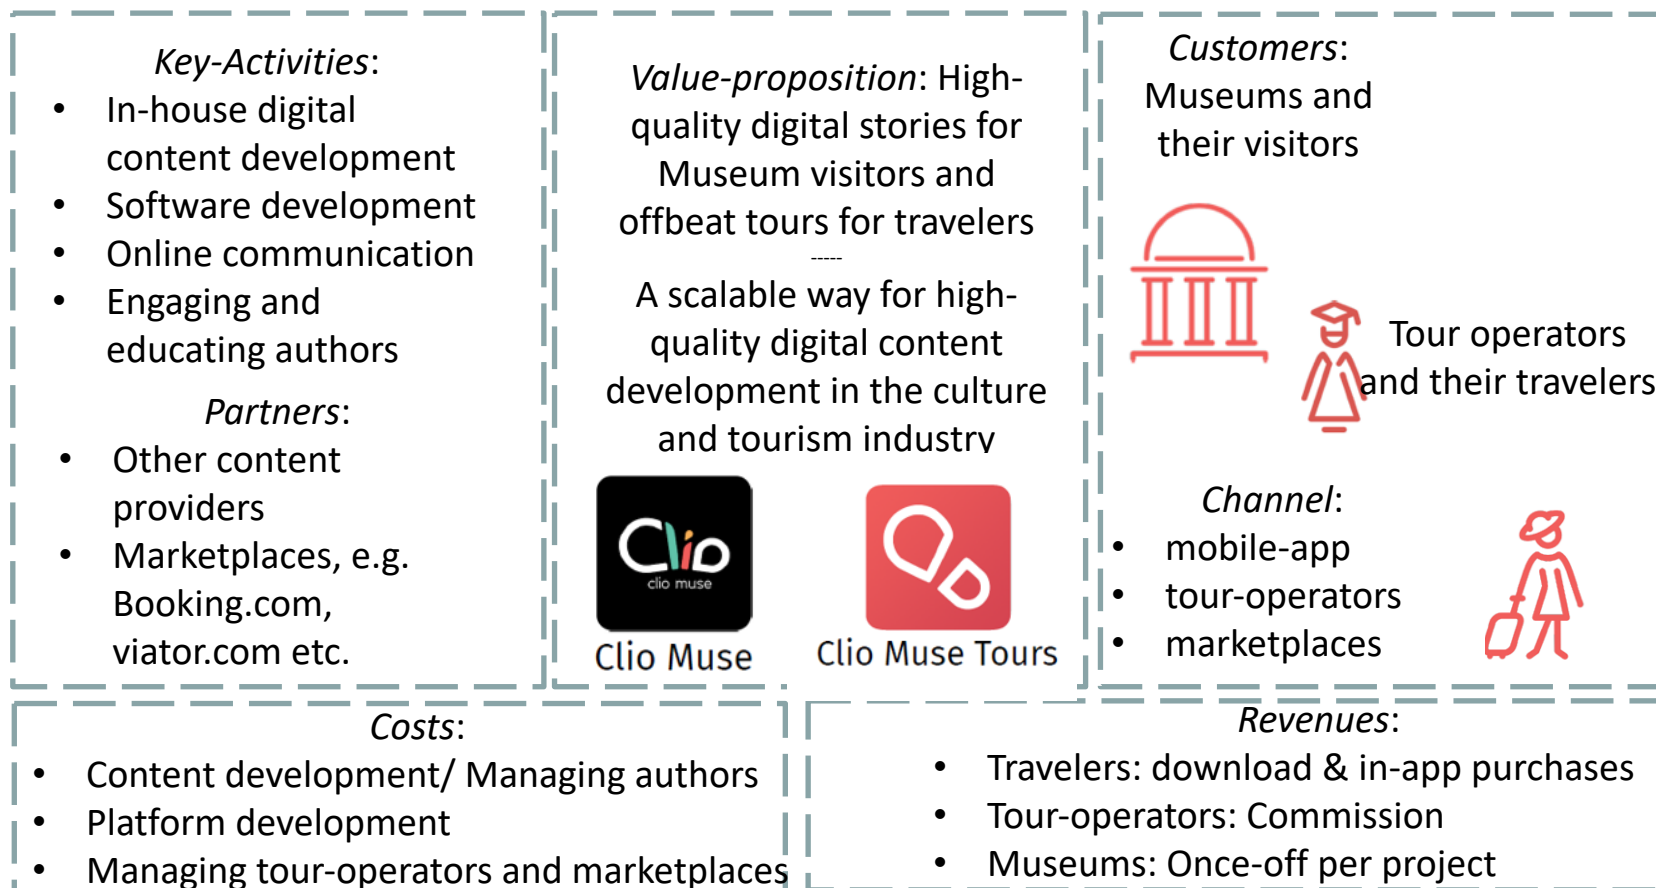 Key-Activities:
• In-house digital
content development
• Software development
• Online communication
• Engaging and
educating authors
Partners:
• Other content
providers
• Marketplaces, e.g.
Booking.com,
viator.com etc.
Value-proposition: High-
quality digital stories for
Museum visitors and
offbeat tours for travelers
-----
A scalable way for high-
quality digital content
development in the culture
and tourism industry
Clio
clio muse
Clio Muse
Clio Muse Tours
Customers:
Museums and
their visitors
Tour operators
and their travelers
Channel:
• mobile-app
• tour-operators
• marketplaces
Costs:
• Content development/ Managing authors
• Platform development
• Managing tour-operators and marketplaces
Revenues:
• Travelers: download & in-app purchases
• Tour-operators: Commission
• Museums: Once-off per project